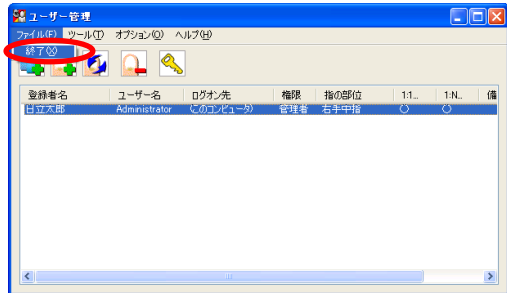 ユーザー管理
ファイル(F) ツール(T) オプション(O) ヘルプ(H)
終了(X)
登録者名 ユーザー名 ログオン先 権限 指の部位 1:1... 1:N... 備
日立太郎 Administrator (このコンピュータ) 管理者 右手中指 ○ ○